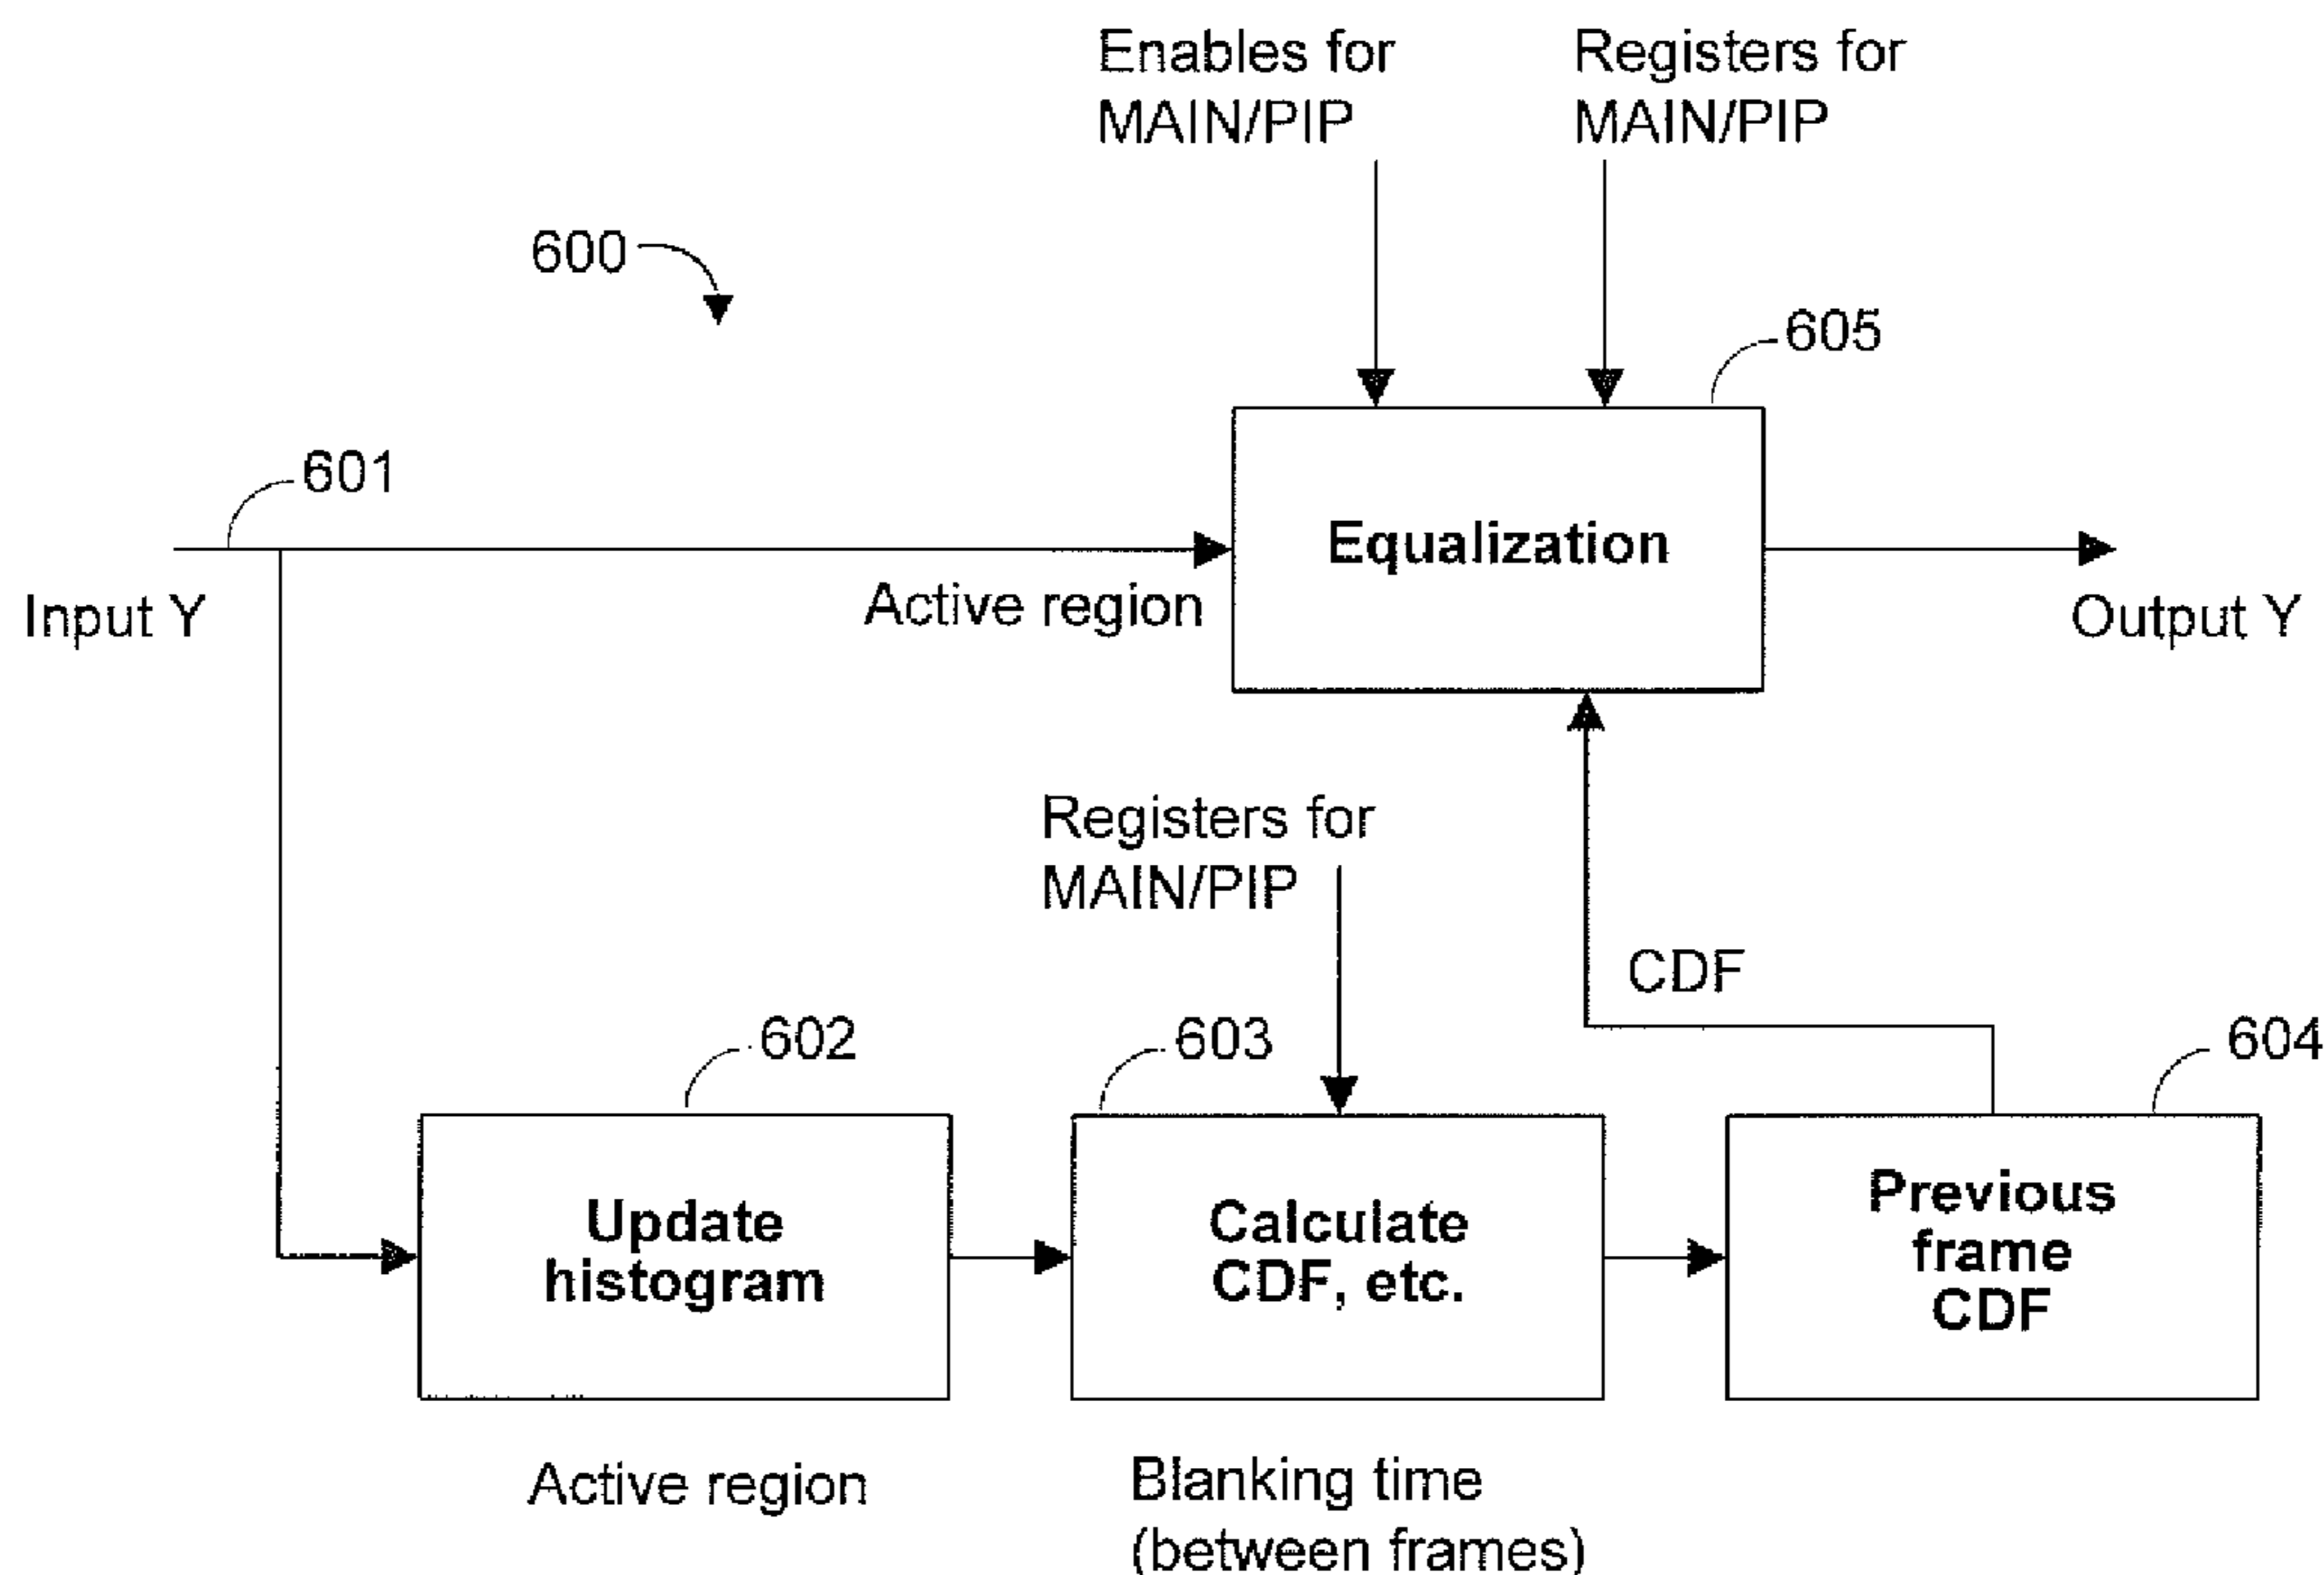 Enables for
MAIN/PIP
Registers for
MAIN/PIP
600
605
601
Equalization
Input Y
Active region
Output Y
Registers for
MAIN/PIP
CDF
602
603
604
Update
histogram
Calculate
CDF, etc.
Previous
frame
CDF
Active region
Blanking time
(between frames)